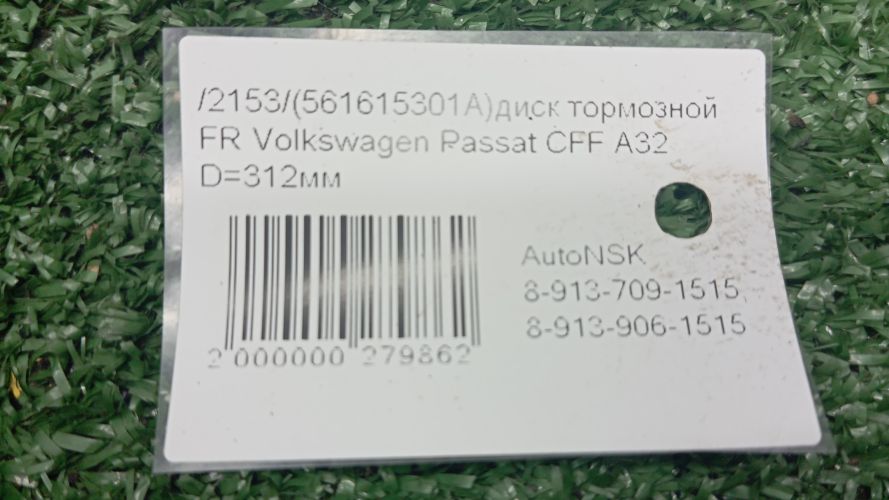 /2153/(561615301A)диск тормозной
FR Volkswagen Passat CFF A32
D=312мм
AutoNSK
8-913-709-1515,
8-913-906-1515
2 000000 279862